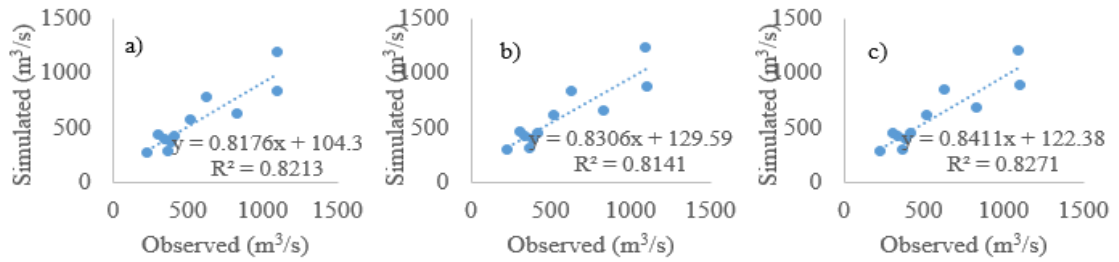 a)
Simulated (m³/s)
1500
1000
500
0
y = 0.8176x + 104.3
R² = 0.8213
0 500 1000 1500
Observed (m³/s)
b)
Simulated (m³/s)
1500
1000
500
0
y = 0.8306x + 129.59
R² = 0.8141
0 500 1000 1500
Observed (m³/s)
c)
Simulated (m³/s)
1500
1000
500
0
y = 0.8411x + 122.38
R² = 0.8271
0 500 1000 1500
Observed (m³/s)